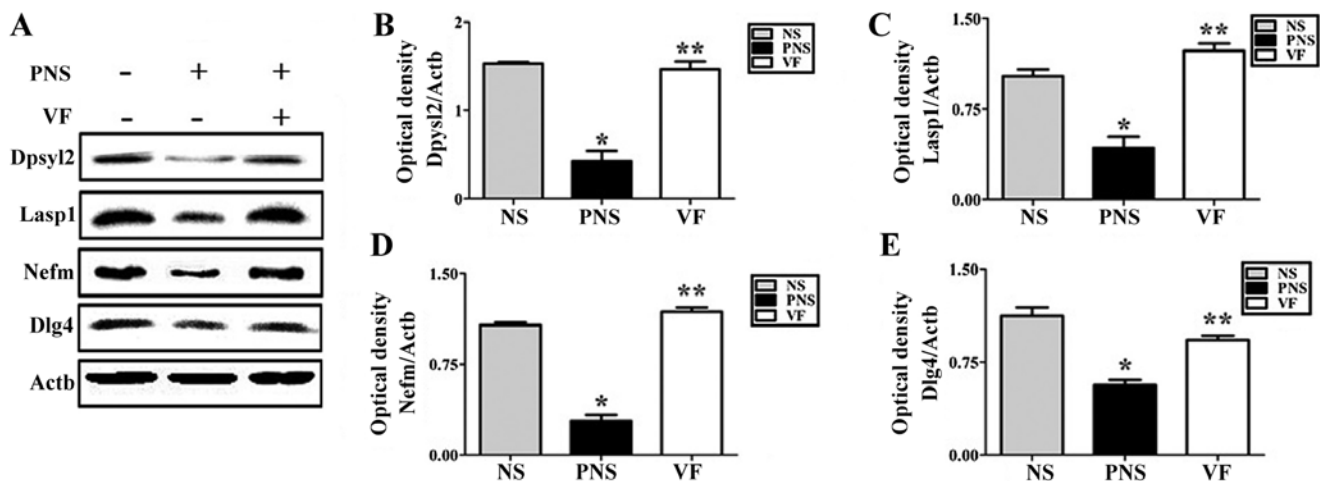 A
PNS - + +
VF - - +
Dpsyl2
Lasp1
Nefm
Dlg4
Actb
B
Optical density
Dpysl2/Actb
2
1
0
**
*
NS
PNS
VF
NS PNS VF
C
Optical density
Lasp1/Actb
1.50
0.75
0.00
**
*
NS
PNS
VF
NS PNS VF
D
Optical density
Nefm/Actb
1.50
0.75
0.00
**
*
NS
PNS
VF
NS PNS VF
E
Optical density
Dlg4/Actb
1.50
0.75
0.00
**
*
NS
PNS
VF
NS PNS VF